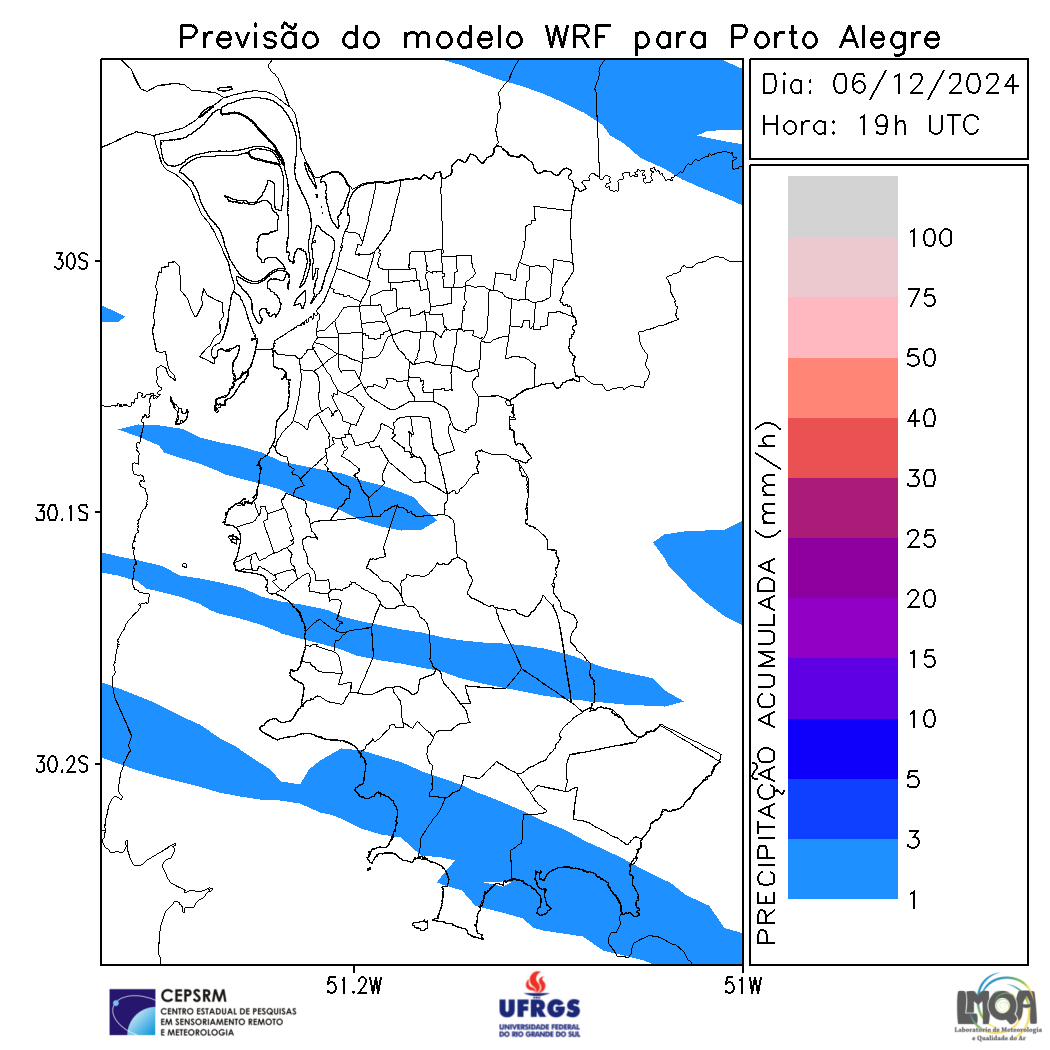 Previsão do modelo WRF para Porto Alegre
Dia: 06/12/2024
Hora: 19h UTC
30S
30.1S
30.2S
51.2W
51W
PRECIPITAÇÃO ACUMULADA (mm/h)
100
75
50
40
30
25
20
15
10
5
3
1
CEPSRM
CENTRO ESTADUAL DE PESQUISAS
EM SENSORIAMENTO REMOTO
E METEOROLOGIA
UFRGS
UNIVERSIDADE FEDERAL
DO RIO GRANDE DO SUL
LMQA
Laboratório de Meteorologia
e Qualidade do Ar